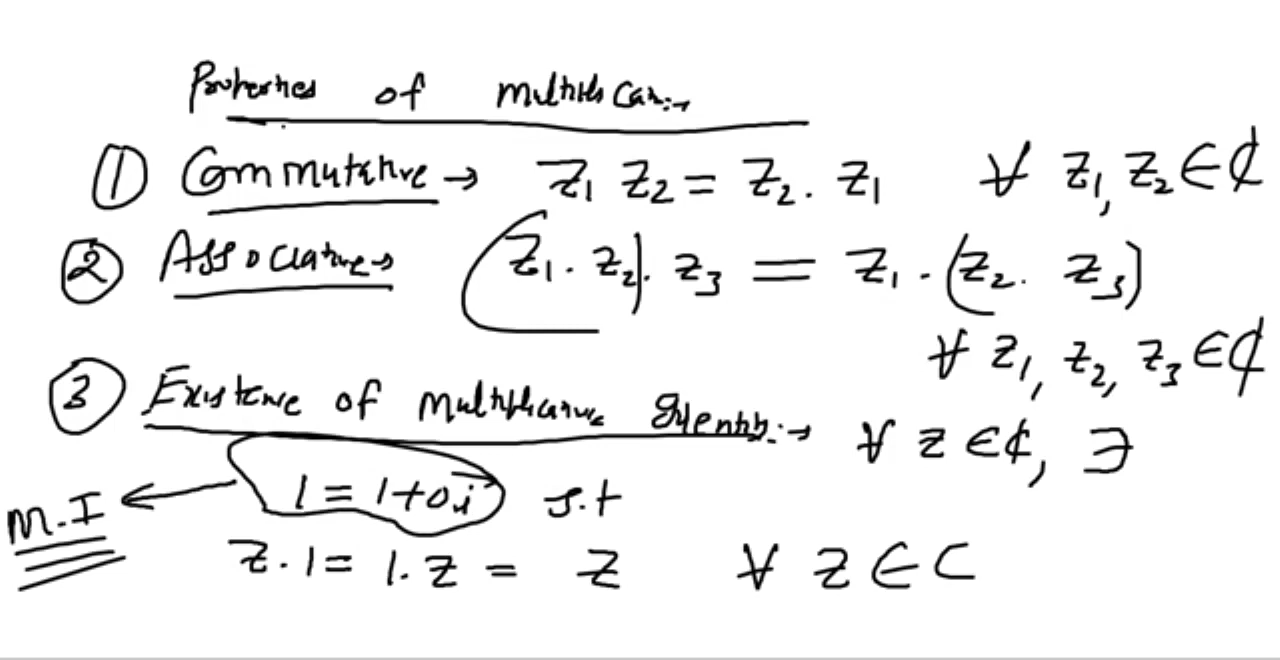 Properties of multiplication:→
① Commutative → z₁ z₂ = z₂ . z₁ ∀ z₁, z₂ ∈ ₵
② Associative→ (z₁ . z₂) . z₃ = z₁ . (z₂ . z₃)
∀ z₁, z₂, z₃ ∈ ₵
③ Existence of multiplicative Identity:→ ∀ z ∈ ₵, ∃
M.I ← 1 = 1+0i s.t
z . 1 = 1 . z = z ∀ z ∈ C